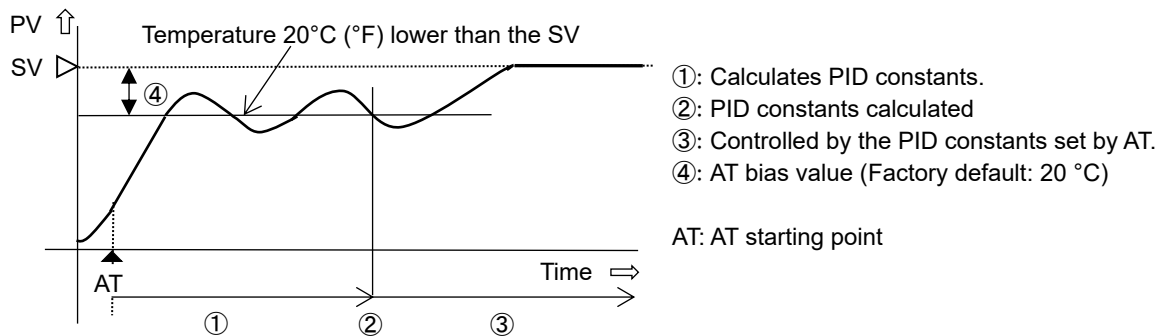 PV ⇧
Temperature 20°C (°F) lower than the SV
SV
④
①: Calculates PID constants.
②: PID constants calculated
③: Controlled by the PID constants set by AT.
④: AT bias value (Factory default: 20 °C)
AT: AT starting point
Time ⇨
AT
① ② ③